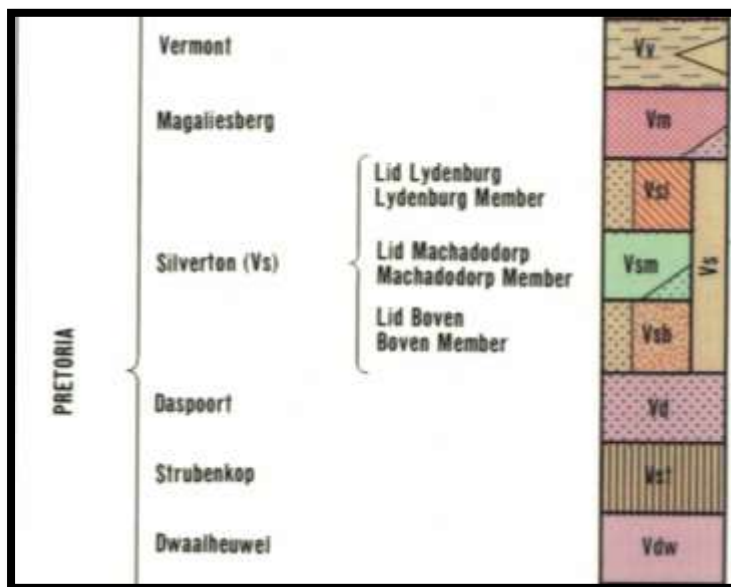 Vermont
Vv
Magaliesberg
Vm
Lid Lydenburg
Lydenburg Member
Vsl
Silverton (Vs)
Lid Machadodorp
Machadodorp Member
Vsm
Vs
Lid Boven
Boven Member
Vsb
PRETORIA
Daspoort
Vd
Strubenkop
Vst
Dwaalheuwel
Vdw